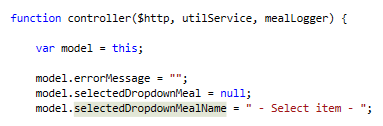 function controller($http, utilService, mealLogger) {
var model = this;
model.errorMessage = "";
model.selectedDropdownMeal = null;
model.selectedDropdownMealName = " - Select item - ";